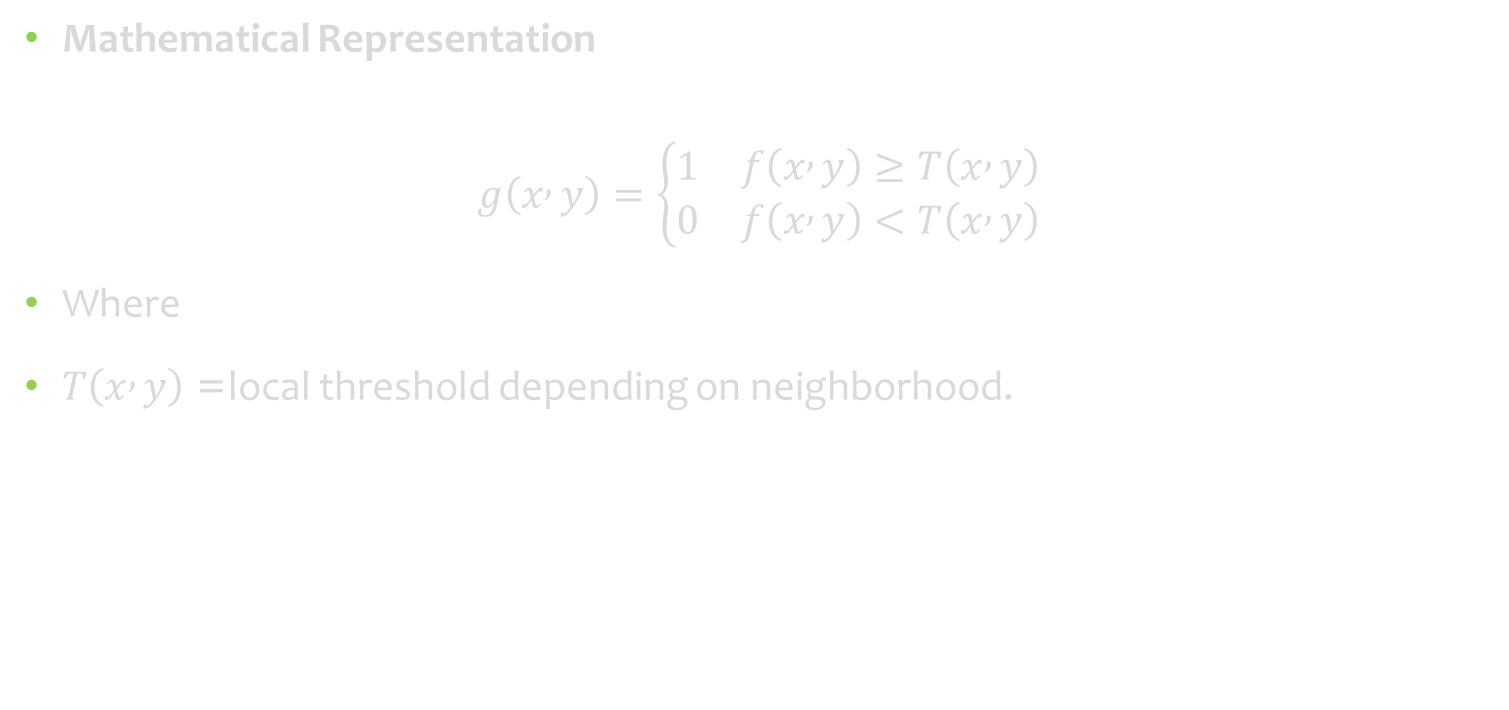 • Mathematical Representation
g(x, y) = {1 f(x, y) ≥ T(x, y)
0 f(x, y) < T(x, y)
• Where
• T(x, y) =local threshold depending on neighborhood.